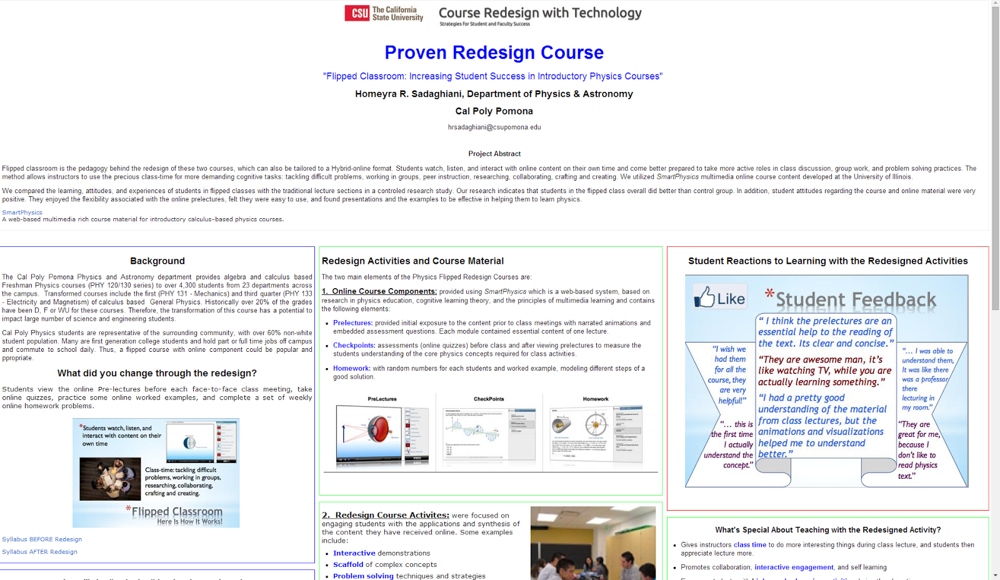 CSU The California
State University
Course Redesign with Technology
Strategies for Student and Faculty Success
Proven Redesign Course
"Flipped Classroom: Increasing Student Success in Introductory Physics Courses"
Homeyra R. Sadaghiani, Department of Physics & Astronomy
Cal Poly Pomona
hrsadaghiani@csupomona.edu
Project Abstract
Flipped classroom is the pedagogy behind the redesign of these two courses, which can also be tailored to a Hybrid-online format. Students watch, listen, and interact with online content on their own time and come better prepared to take more active roles in class discussion, group work, and problem solving practices. The
method allows instructors to use the precious class-time for more demanding cognitive tasks: tackling difficult problems, working in groups, peer instruction, researching, collaborating, crafting and creating. We utilized SmartPhysics multimedia online course content developed at the University of Illinois.
We compared the learning, attitudes, and experiences of students in flipped classes with the traditional lecture sections in a controled research study. Our research indicates that students in the flipped class overall did better than control group. In addition, student attitudes regarding the course and online material were very
positive. They enjoyed the flexibility associated with the online prelectures, felt they were easy to use, and found presentations and the examples to be effective in helping them to learn physics.
SmartPhysics
A web-based multimedia rich course material for introductory calculus–based physics courses.
Background
The Cal Poly Pomona Physics and Astronomy department provides algebra and calculus based
Freshman Physics courses (PHY 120/130 series) to over 4,300 students from 23 departments across
the campus. Transformed courses include the first (PHY 131 - Mechanics) and third quarter (PHY 133
- Electricity and Magnetism) of calculus based General Physics. Historically over 20% of the grades
have been D, F or WU for these courses. Therefore, the transformation of this course has a potential to
impact large number of science and engineering students.
Cal Poly Physics students are representative of the surrounding community, with over 60% non-white
student population. Many are first generation college students and hold part or full time jobs off campus
and commute to school daily. Thus, a flipped course with online component could be popular and
ppropriate.
What did you change through the redesign?
Students view the online Pre-lectures before each face-to-face class meeting, take
online quizzes, practice some online worked examples, and complete a set of weekly
online homework problems.
*Students watch, listen, and
interact with content on their
own time
Class-time: tackling difficult
problems, working in groups,
researching, collaborating,
crafting and creating.
*Flipped Classroom
Here Is How It Works!
Syllabus BEFORE Redesign
Syllabus AFTER Redesign
Redesign Activities and Course Material
The two main elements of the Physics Flipped Redesign Courses are:
1. Online Course Components: provided using SmartPhysics which is a web-based system, based on
research in physics education, cognitive learning theory, and the principles of multimedia learning and contains
the following elements:
Prelectures: provided initial exposure to the content prior to class meetings with narrated animations and
embedded assessment questions. Each module contained essential content of one lecture.
Checkpoints: assessments (online quizzes) before class and after viewing prelectures to measure the
students understanding of the core physics concepts required for class activities.
Homework: with random numbers for each students and worked example, modeling different steps of a
good solution.
PreLectures
CheckPoints
Homework
2. Redesign Course Activites: were focused on
engaging students with the applications and synthesis of
the content they have received online. Some examples
include:
Interactive demonstrations
Scaffold of complex concepts
Problem solving techniques and strategies
Student Reactions to Learning with the Redesigned Activities
Like
*Student Feedback
“ I think the prelectures are an
essential help to the reading of
the text. Its clear and concise.”
“They are awesome man, it’s
like watching TV, while you are
actually learning something.”
“I had a pretty good
understanding of the material
from class lectures, but the
animations and visualizations
helped me to understand
better.”
“I wish we
had them
for all the
course, they
are very
helpful!”
“… this is
the first time
I actually
understand the
concept.”
“… I was able to
understand them,
It was like there
was a professor
there
lecturing in
my room.”
“They are
great for me,
because I
don’t like to
read physics
text.”
What's Special About Teaching with the Redesigned Activity?
Gives instructors class time to do more interesting things during class lecture, and students then
appreciate lecture more.
Promotes collaboration, interactive engagement, and self learning